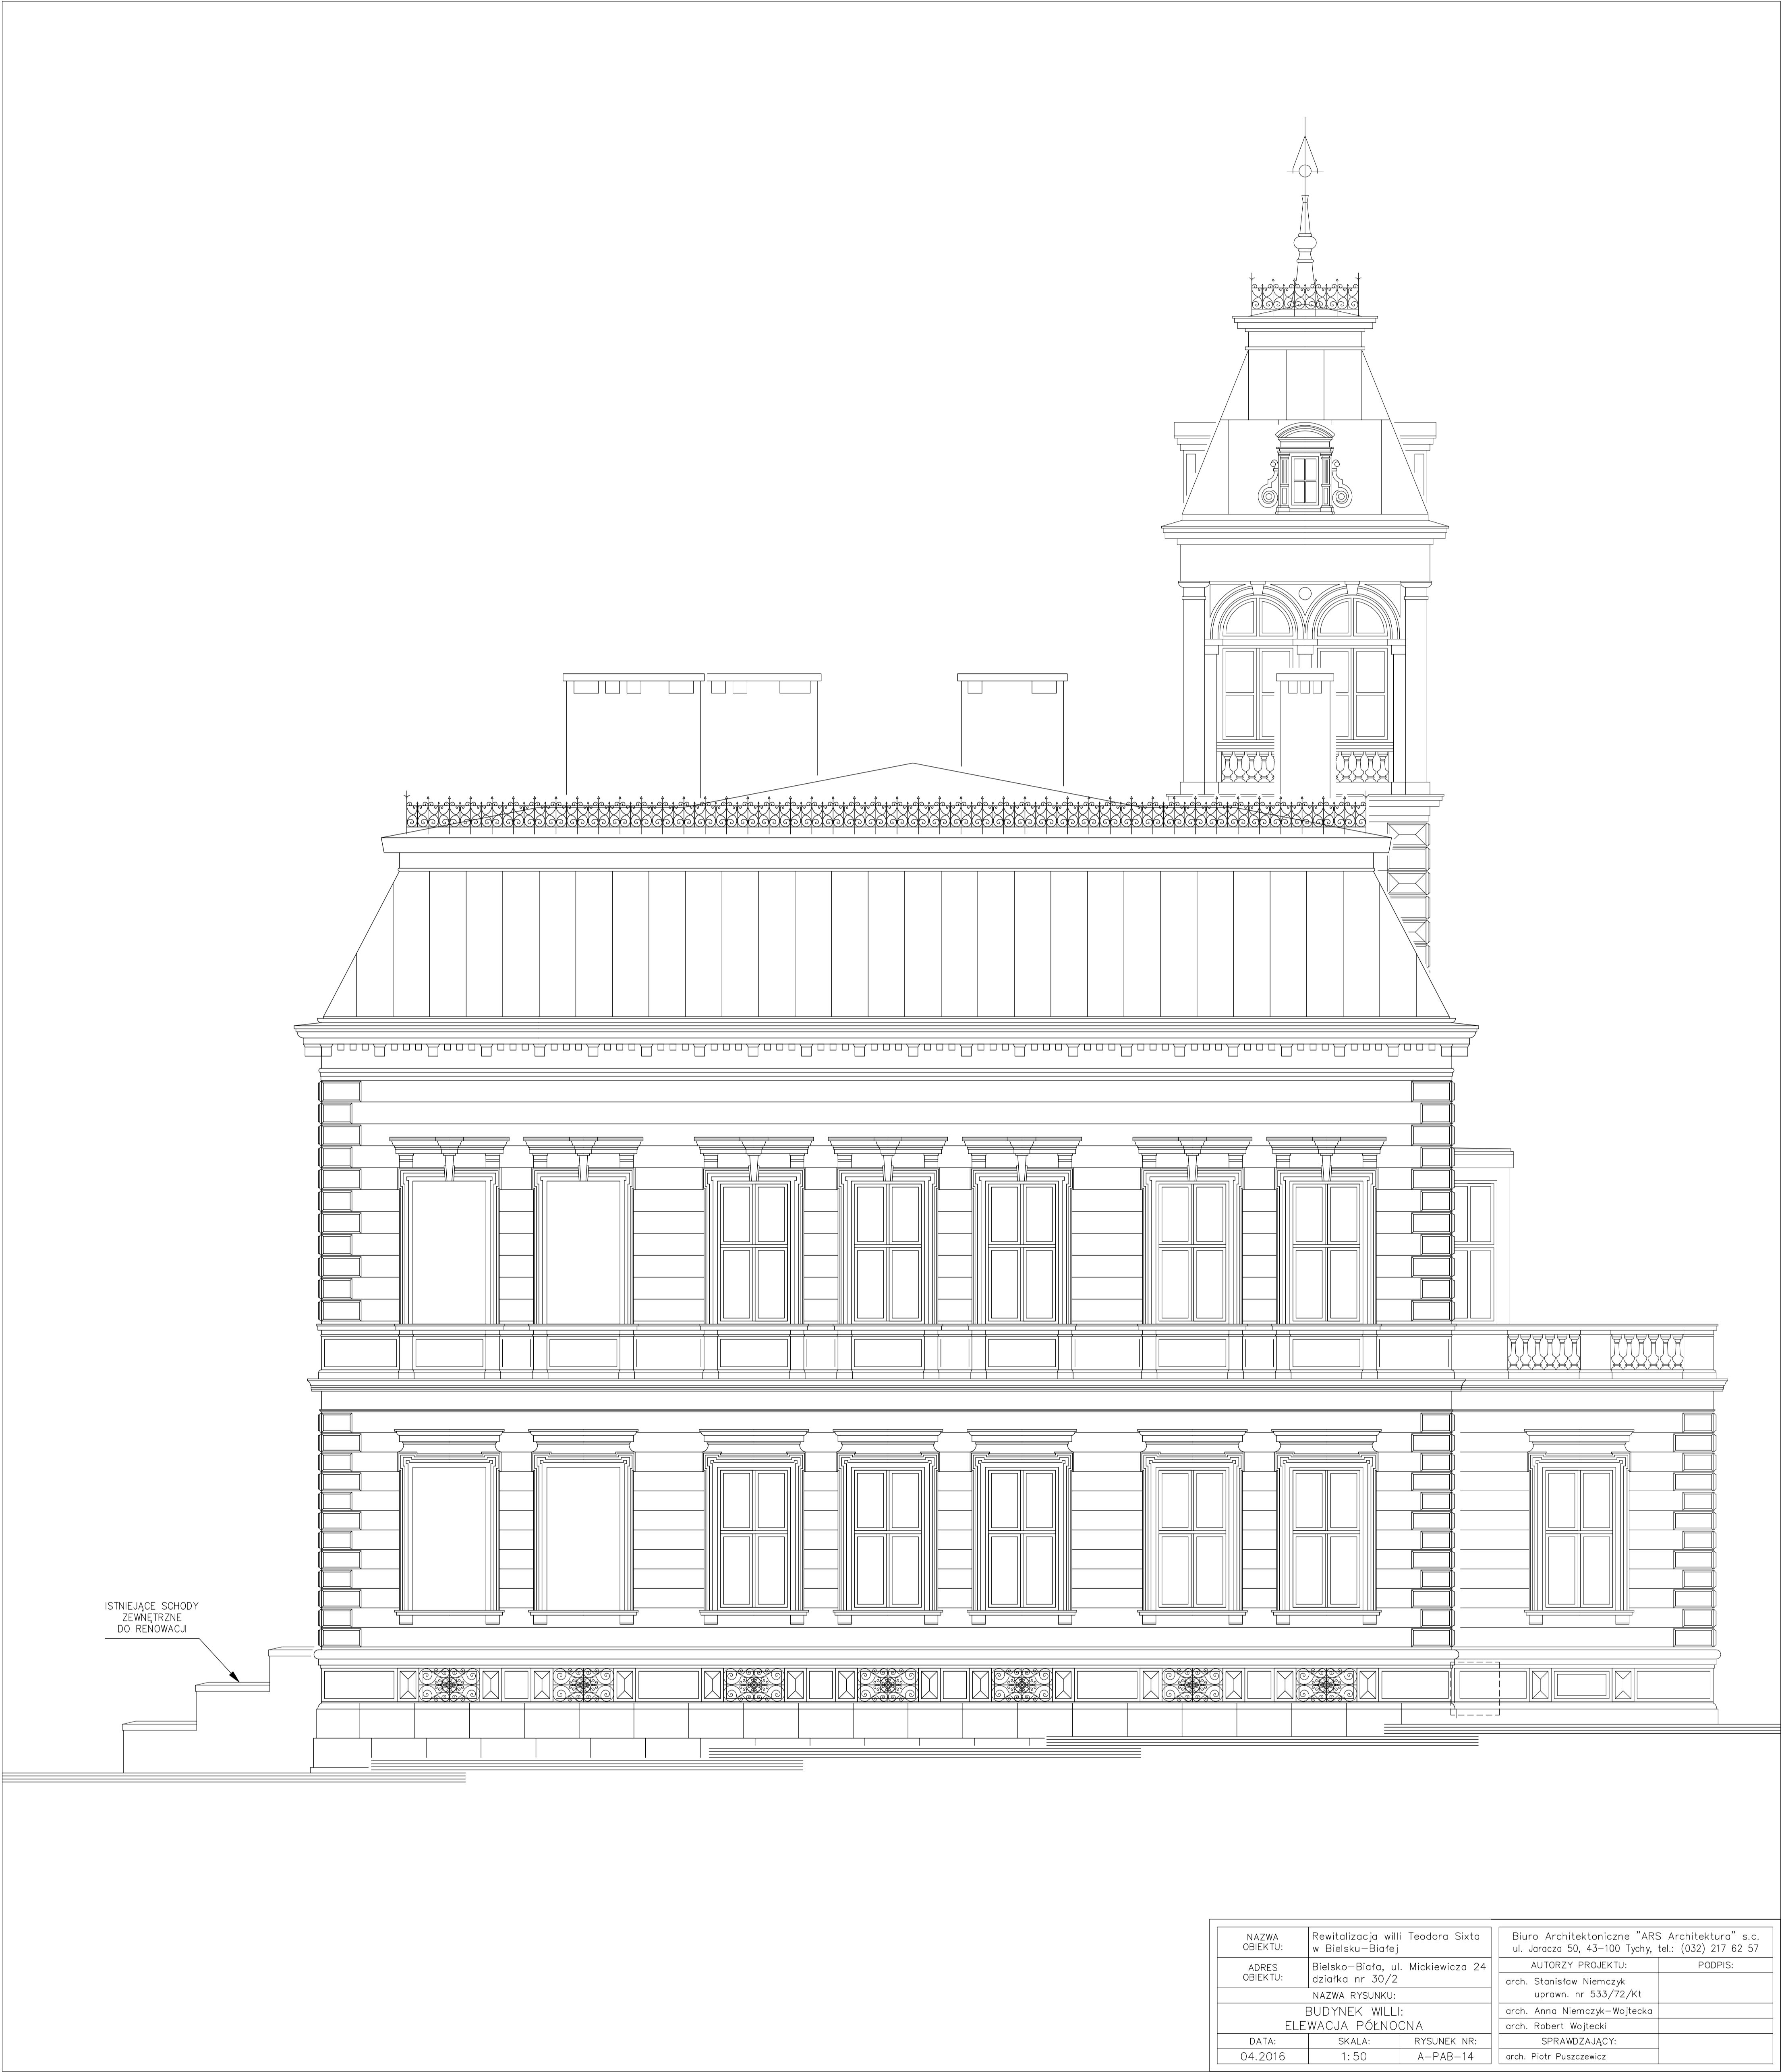 ISTNIEJĄCE SCHODY
ZEWNĘTRZNE
DO RENOWACJI
NAZWA
OBIEKTU:
Rewitalizacja willi Teodora Sixta
w Bielsku-Białej
ADRES
OBIEKTU:
Bielsko-Biała, ul. Mickiewicza 24
działka nr 30/2
NAZWA RYSUNKU:
BUDYNEK WILLI:
ELEWACJA PÓŁNOCNA
DATA: SKALA: RYSUNEK NR:
04.2016 1:50 A-PAB-14
Biuro Architektoniczne "ARS Architektura" s.c.
ul. Jaracza 50, 43-100 Tychy, tel.: (032) 217 62 57
AUTORZY PROJEKTU: PODPIS:
arch. Stanisław Niemczyk
uprawn. nr 533/72/Kt
arch. Anna Niemczyk-Wojtecka
arch. Robert Wojtecki
SPRAWDZAJĄCY:
arch. Piotr Puszczewicz